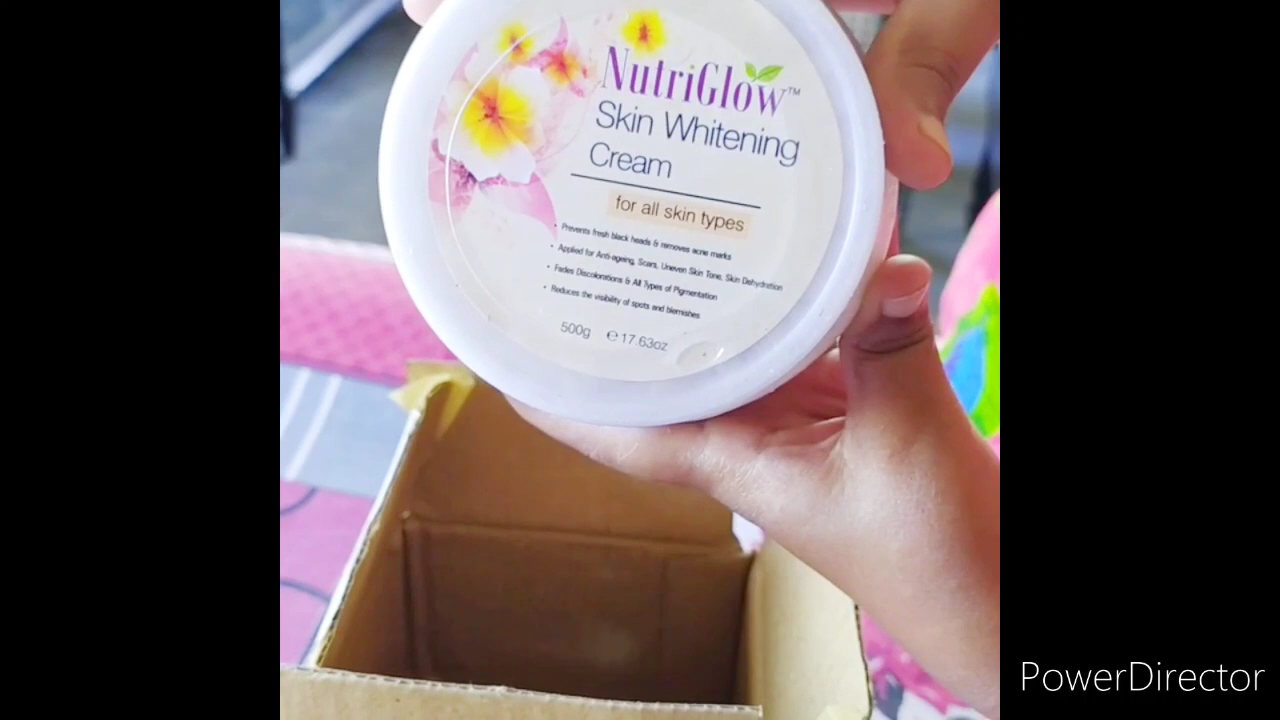 NutriGlow™
Skin Whitening
Cream
for all skin types
• Prevents fresh black heads & removes acne marks
• Applied for Anti-ageing, Scars, Uneven Skin Tone, Skin Dehydration
• Fades Discolorations & All Types of Pigmentation
• Reduces the visibility of spots and blemishes
500g ℮17.63oz
PowerDirector